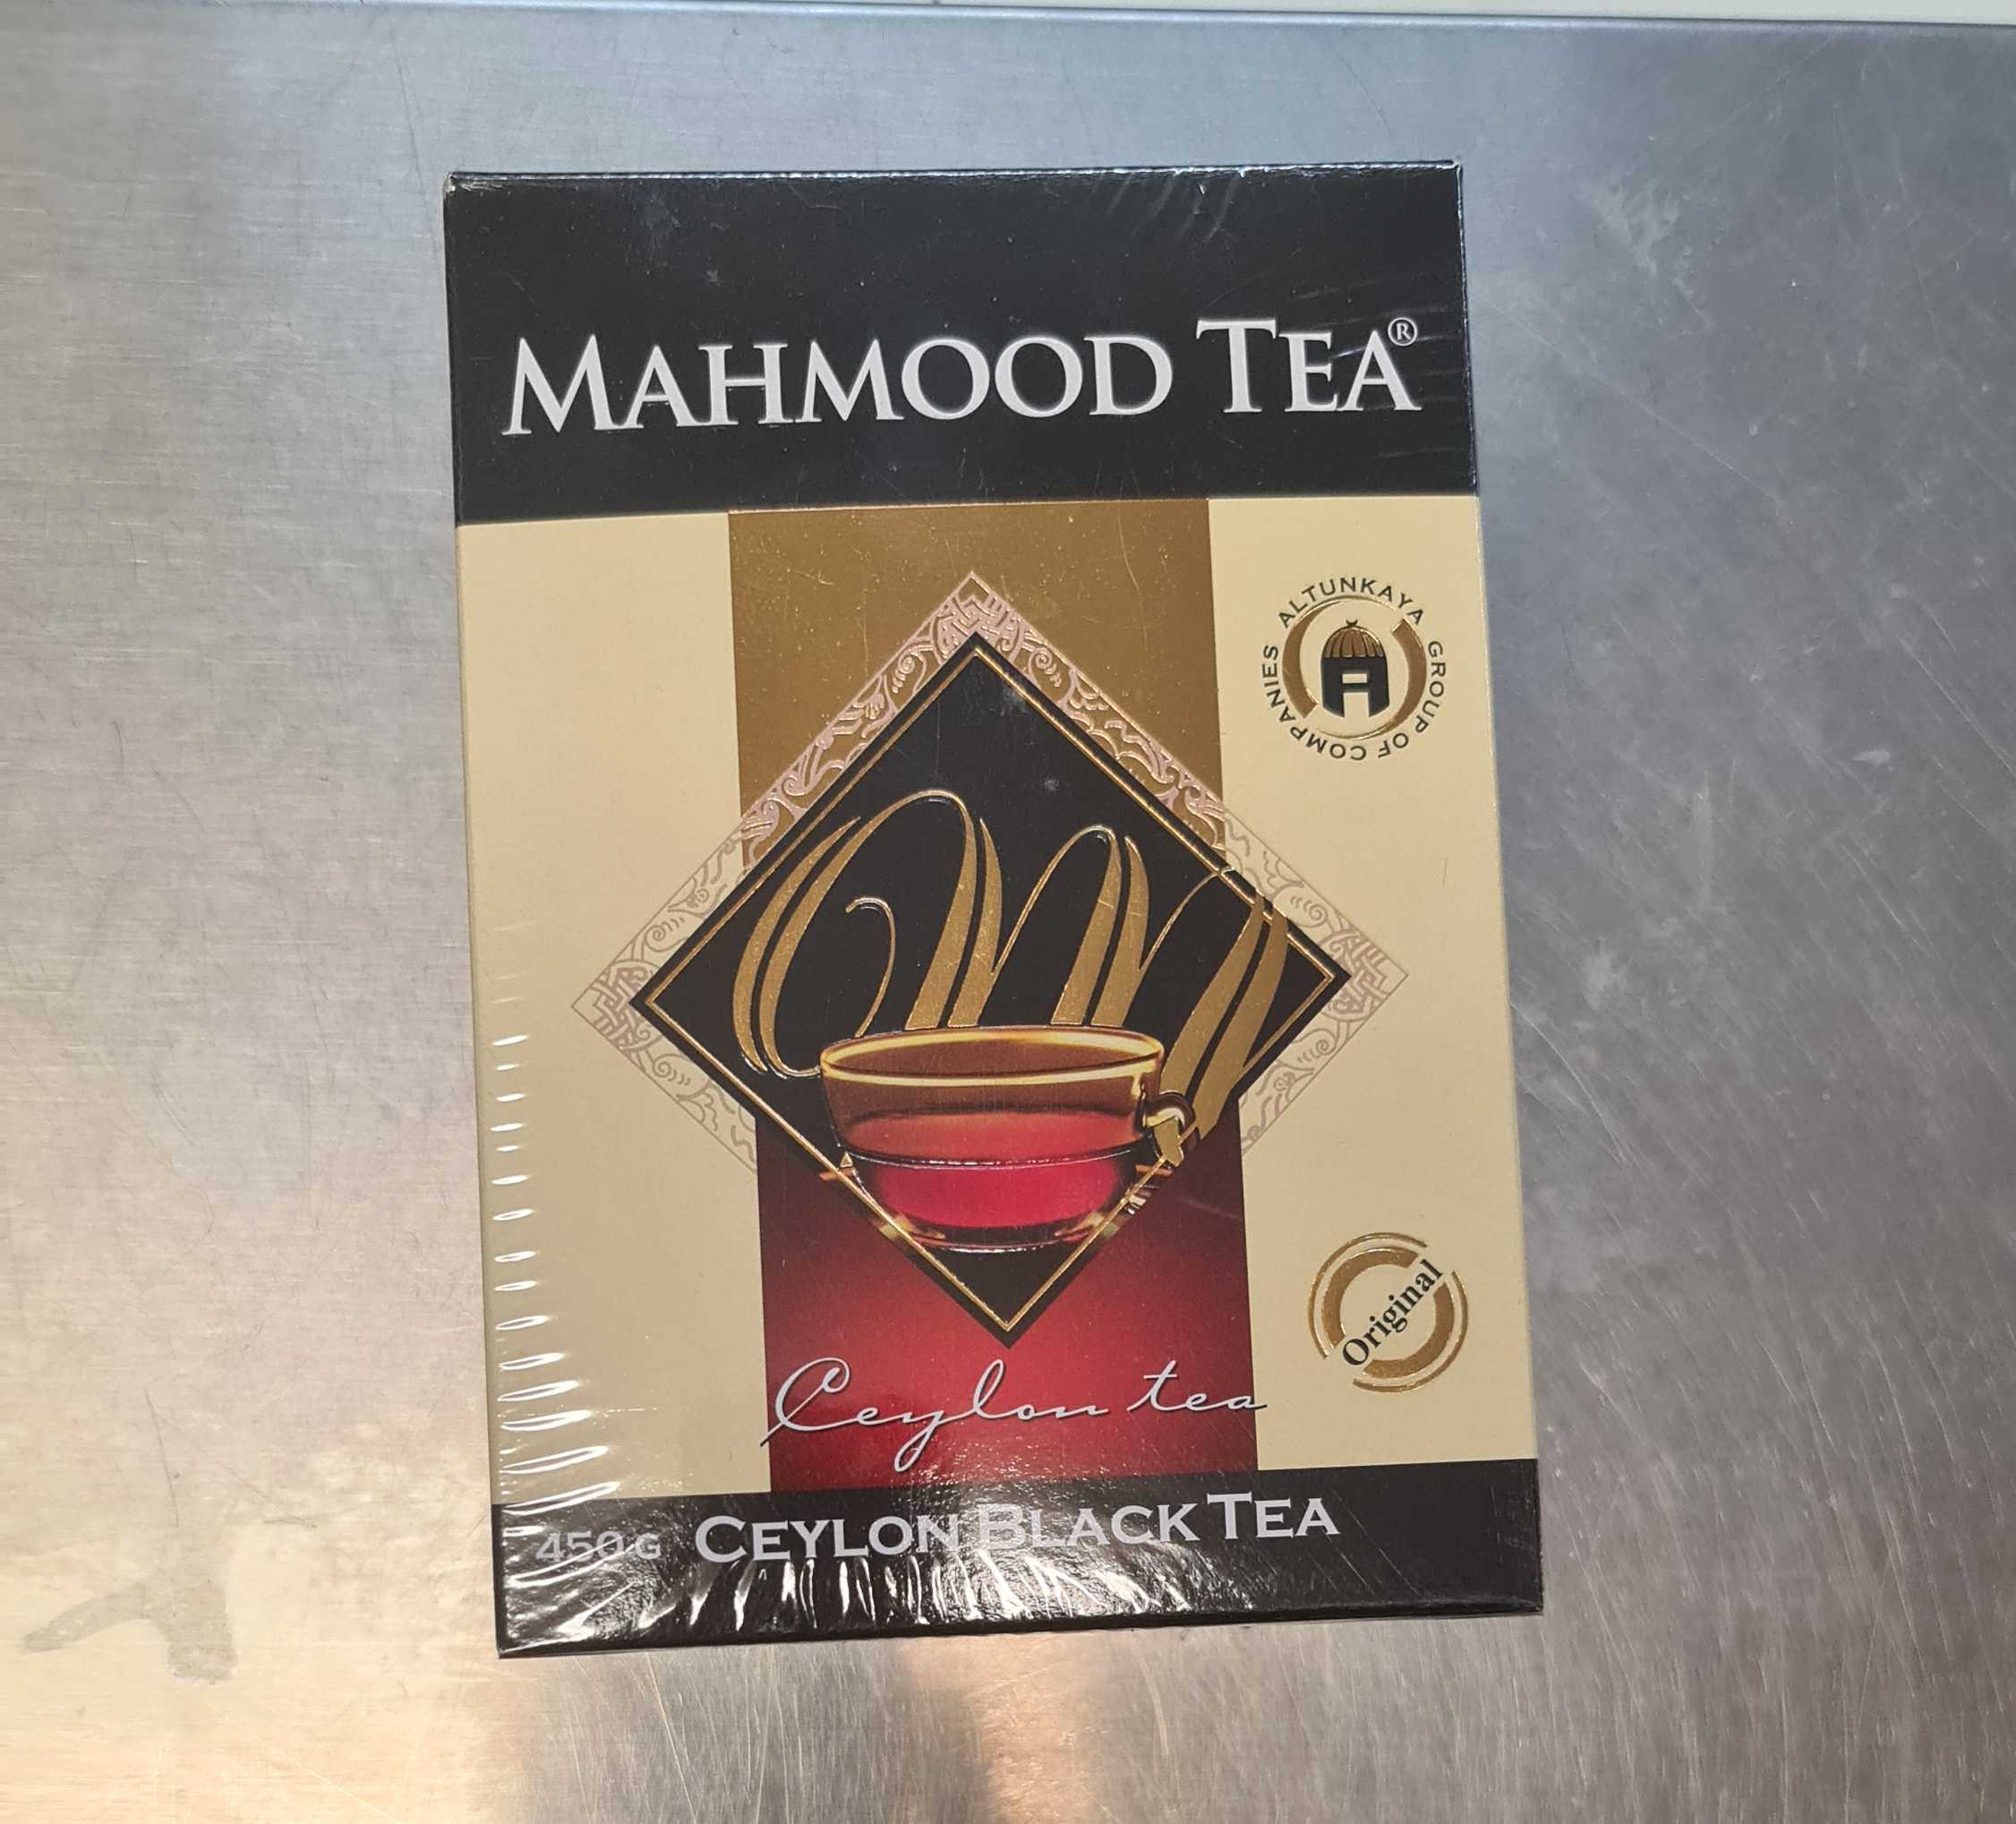 MAHMOOD TEA®
ALTUNKAYA GROUP OF COMPANIES
A
M
Original
Ceylon tea
450G CEYLON BLACK TEA